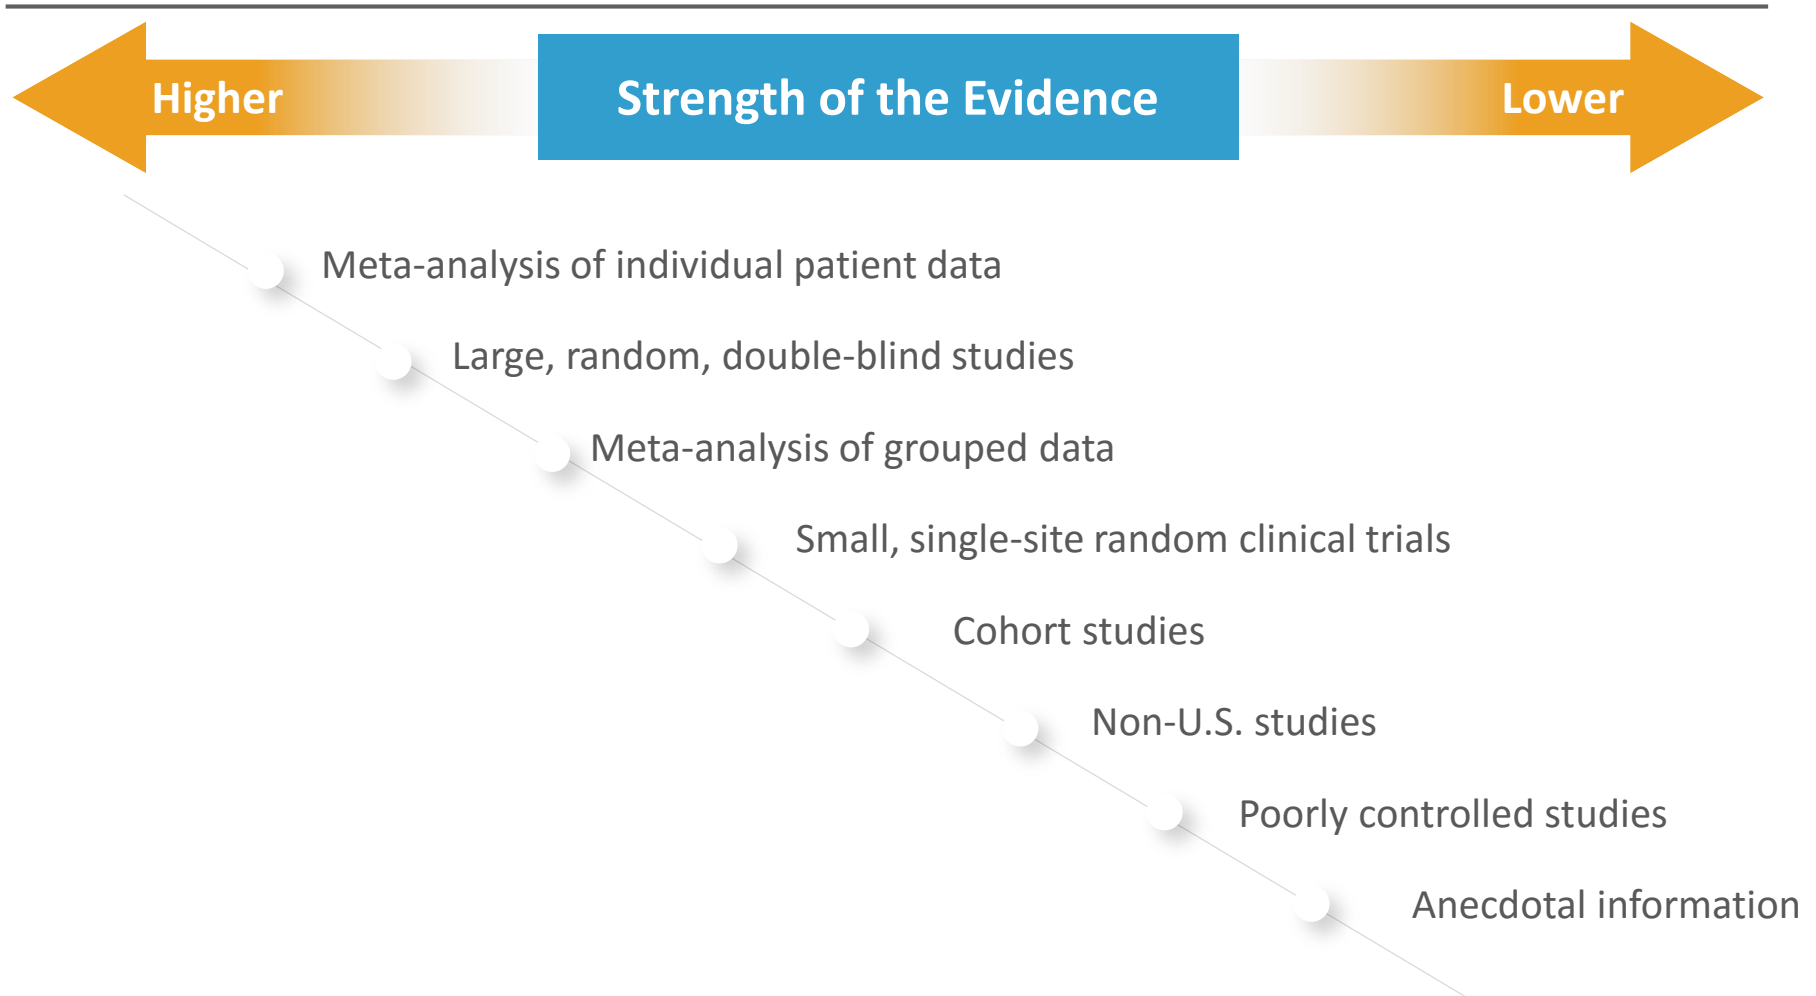 Higher
Strength of the Evidence
Lower
Meta-analysis of individual patient data
Large, random, double-blind studies
Meta-analysis of grouped data
Small, single-site random clinical trials
Cohort studies
Non-U.S. studies
Poorly controlled studies
Anecdotal information